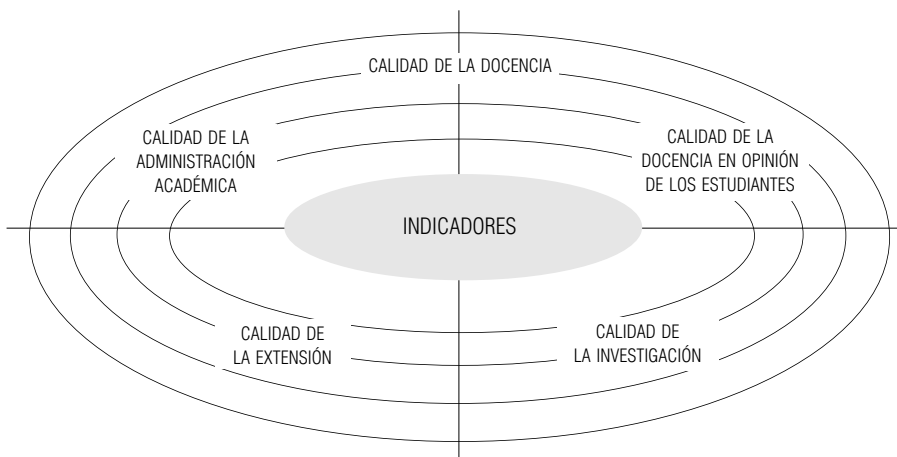 CALIDAD DE LA DOCENCIA
CALIDAD DE LA
ADMINISTRACIÓN
ACADÉMICA
CALIDAD DE LA
DOCENCIA EN OPINIÓN
DE LOS ESTUDIANTES
INDICADORES
CALIDAD DE
LA EXTENSIÓN
CALIDAD DE
LA INVESTIGACIÓN